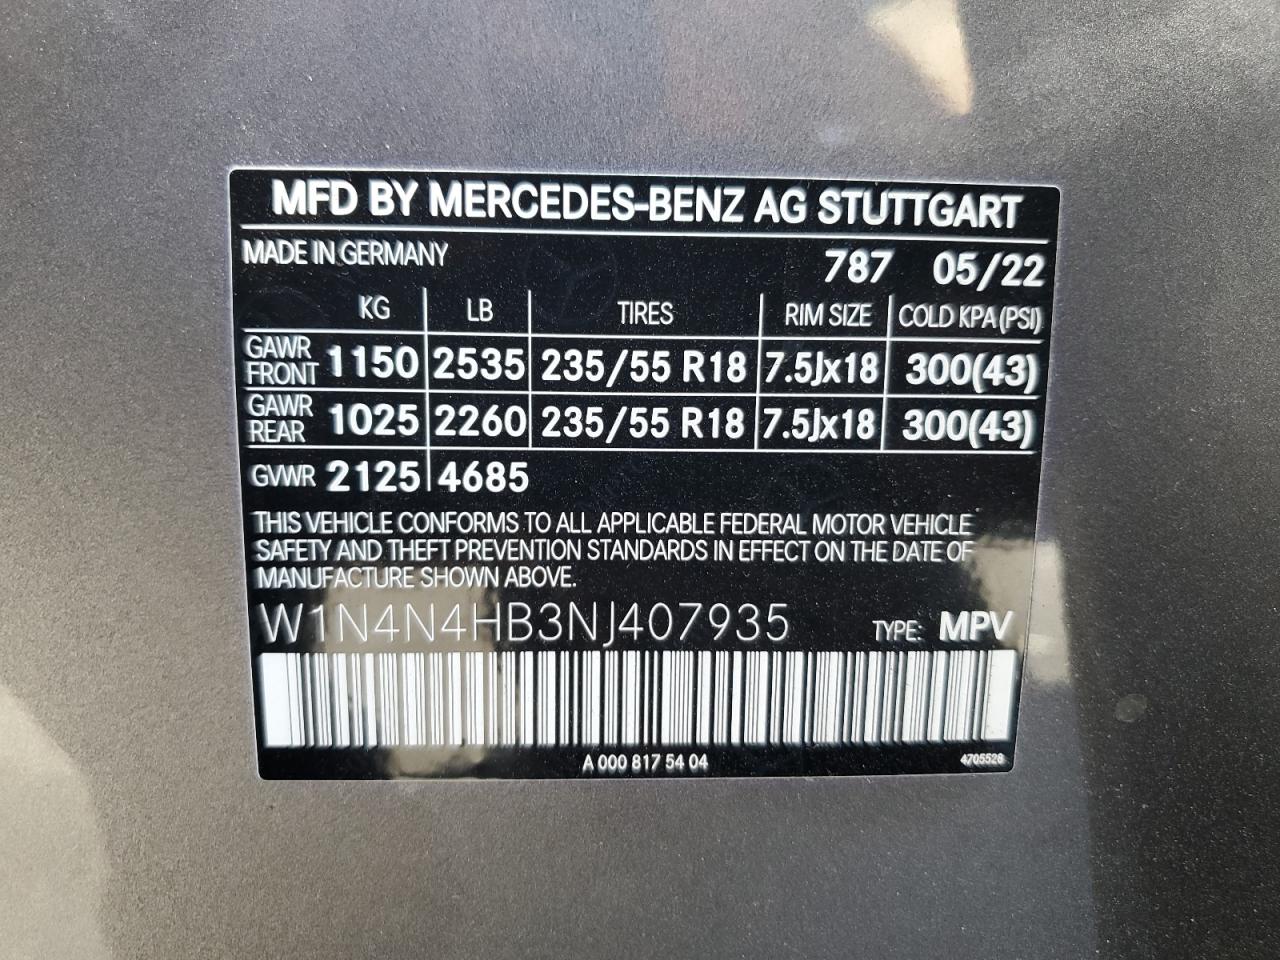 MFD BY MERCEDES-BENZ AG STUTTGART
MADE IN GERMANY 787 05/22
KG LB TIRES RIM SIZE COLD KPA (PSI)
GAWR FRONT 1150 2535 235/55 R18 7.5Jx18 300(43)
GAWR REAR 1025 2260 235/55 R18 7.5Jx18 300(43)
GVWR 2125 4685
THIS VEHICLE CONFORMS TO ALL APPLICABLE FEDERAL MOTOR VEHICLE
SAFETY AND THEFT PREVENTION STANDARDS IN EFFECT ON THE DATE OF
MANUFACTURE SHOWN ABOVE.
W1N4N4HB3NJ407935 TYPE: MPV
A 000 817 54 04 4705528